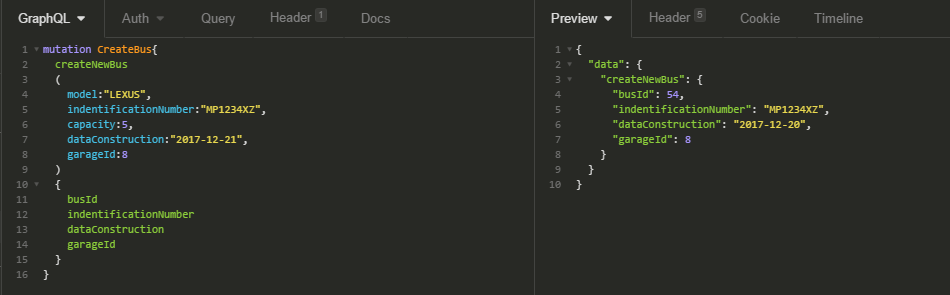 GraphQL Auth Query Header 1 Docs
1 mutation CreateBus{
2 createNewBus
3 (
4 model:"LEXUS",
5 indentificationNumber:"MP1234XZ",
6 capacity:5,
7 dataConstruction:"2017-12-21",
8 garageId:8
9 )
10 {
11 busId
12 indentificationNumber
13 dataConstruction
14 garageId
15 }
16 }
Preview Header 5 Cookie Timeline
1 {
2 "data": {
3 "createNewBus": {
4 "busId": 54,
5 "indentificationNumber": "MP1234XZ",
6 "dataConstruction": "2017-12-20",
7 "garageId": 8
8 }
9 }
10 }